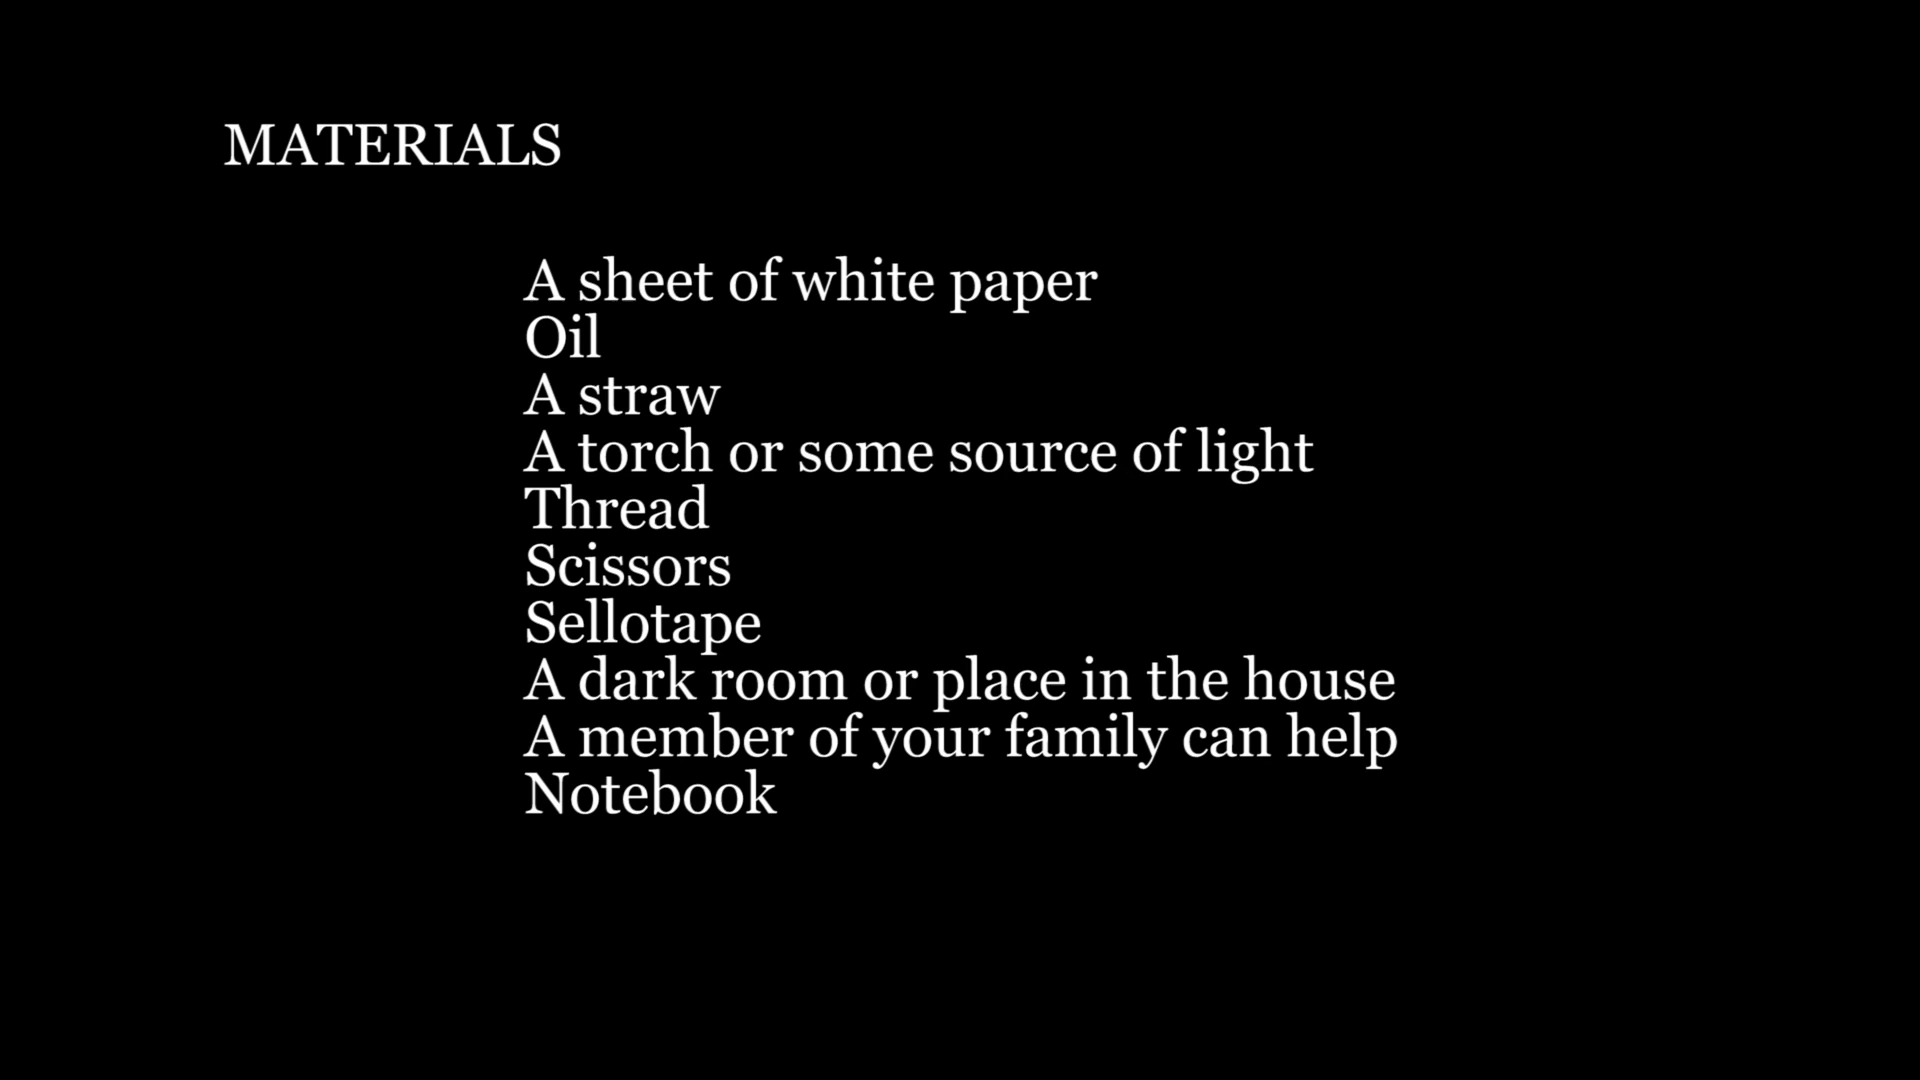 MATERIALS
A sheet of white paper
Oil
A straw
A torch or some source of light
Thread
Scissors
Sellotape
A dark room or place in the house
A member of your family can help
Notebook